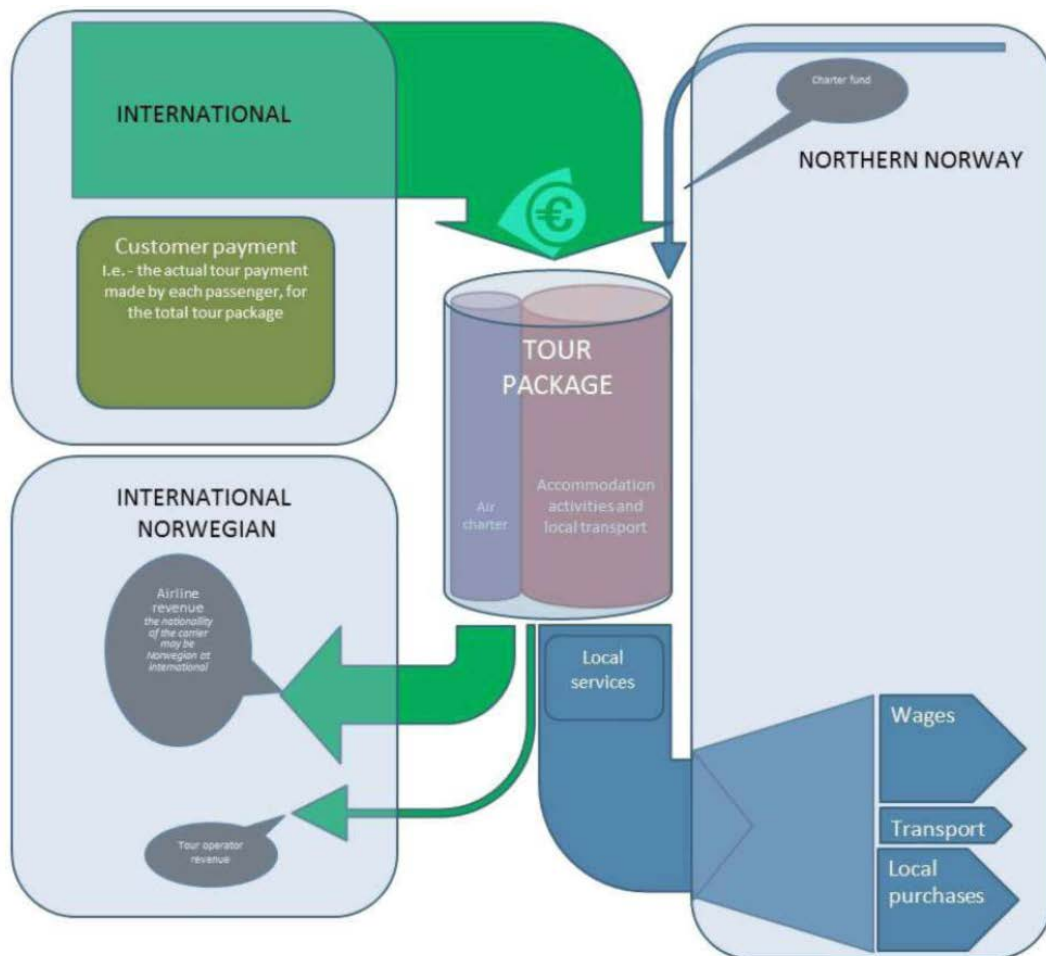 INTERNATIONAL
Customer payment
I.e. - the actual tour payment
made by each passenger, for
the total tour package
Charter fund
NORTHERN NORWAY
€
TOUR
PACKAGE
Air
charter
Accommodation
activities and
local transport
INTERNATIONAL
NORWEGIAN
Airline
revenue
the nationallity
of the carrier
may be
Norwegian at
international
Tour operator
revenue
Local
services
Wages
Transport
Local
purchases